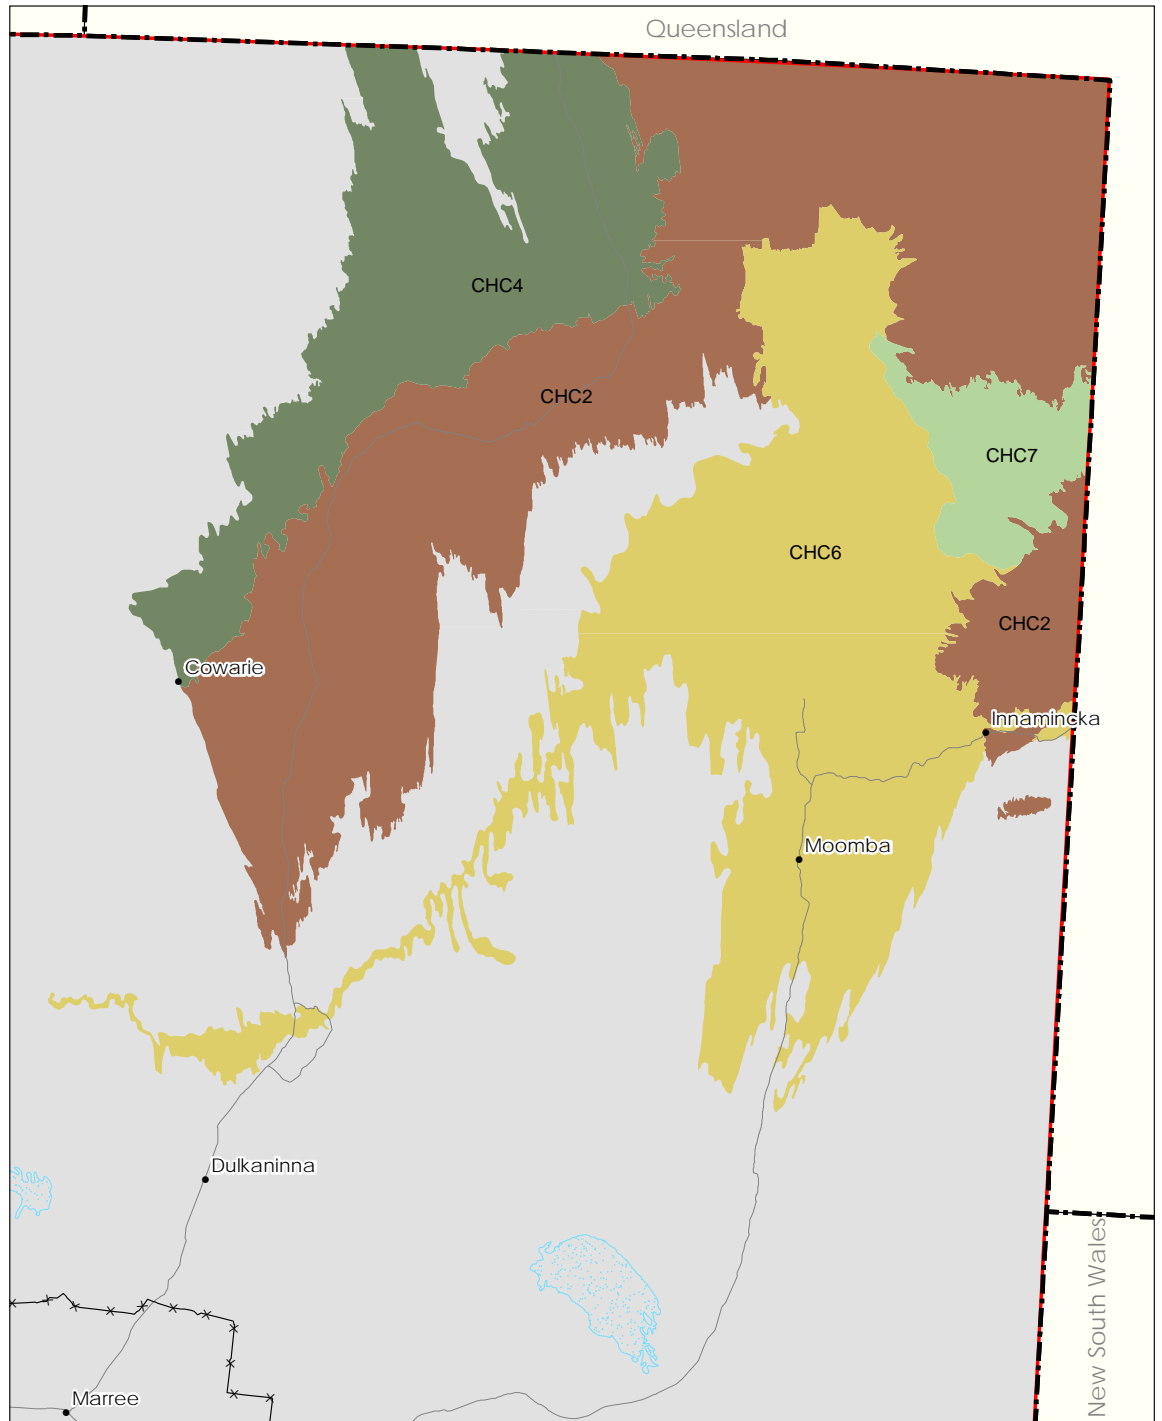 Queensland
CHC4
CHC2
CHC7
CHC6
CHC2
Cowarie
Innamincka
Moomba
Dulkaninna
New South Wales
Marree